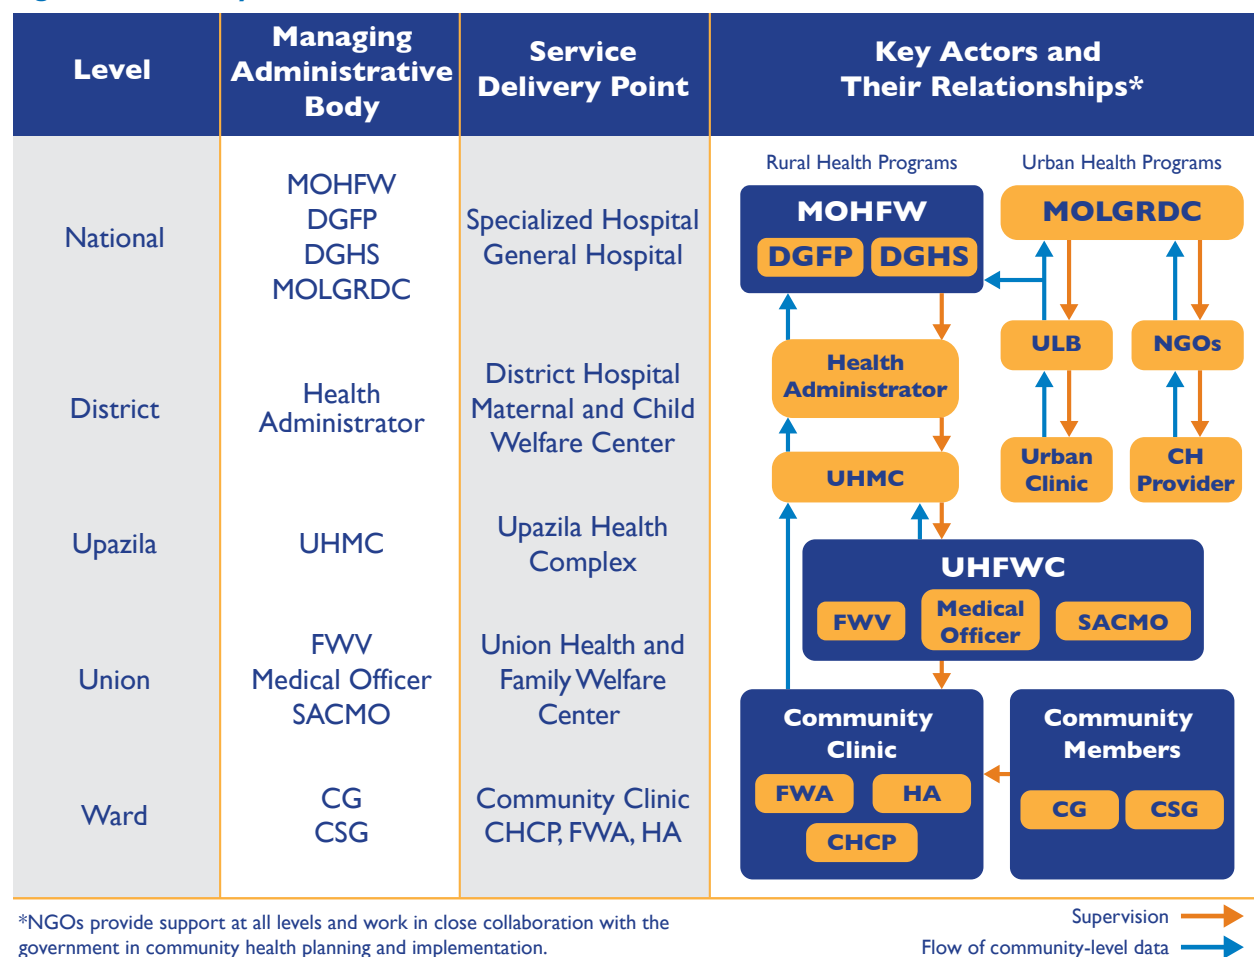 Level
Managing
Administrative
Body
Service
Delivery Point
Key Actors and
Their Relationships*
National
MOHFW
DGFP
DGHS
MOLGRDC
Specialized Hospital
General Hospital
District
Health
Administrator
District Hospital
Maternal and Child
Welfare Center
Upazila
UHMC
Upazila Health
Complex
Union
FWV
Medical Officer
SACMO
Union Health and
Family Welfare
Center
Ward
CG
CSG
Community Clinic
CHCP, FWA, HA
Rural Health Programs
Urban Health Programs
MOHFW
DGFP
DGHS
MOLGRDC
ULB
NGOs
Health
Administrator
Urban
Clinic
CH
Provider
UHMC
UHFWC
FWV
Medical
Officer
SACMO
Community
Clinic
FWA
HA
CHCP
Community
Members
CG
CSG
*NGOs provide support at all levels and work in close collaboration with the
government in community health planning and implementation.
Supervision
Flow of community-level data